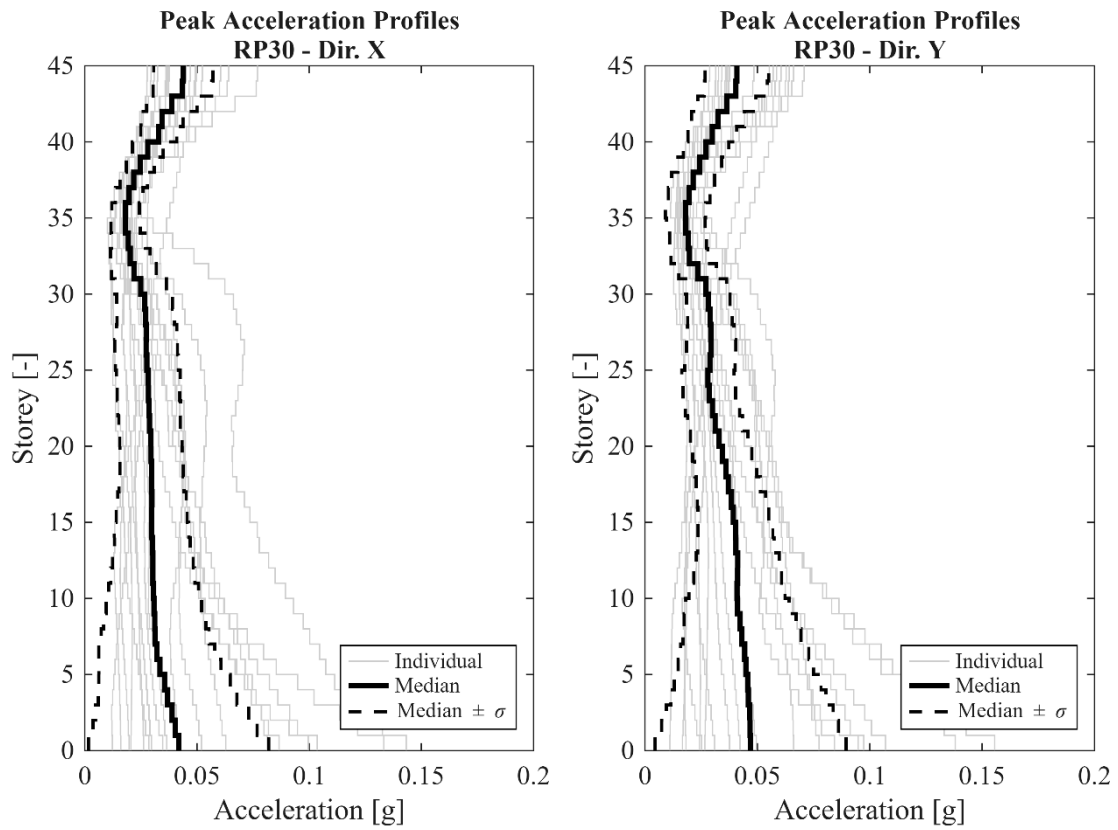 Peak Acceleration Profiles
RP30 - Dir. X
45
40
35
30
25
20
15
10
5
0
Storey [-]
Individual
Median
Median ± σ
0
0.05
0.1
0.15
0.2
Acceleration [g]
Peak Acceleration Profiles
RP30 - Dir. Y
45
40
35
30
25
20
15
10
5
0
Storey [-]
Individual
Median
Median ± σ
0
0.05
0.1
0.15
0.2
Acceleration [g]